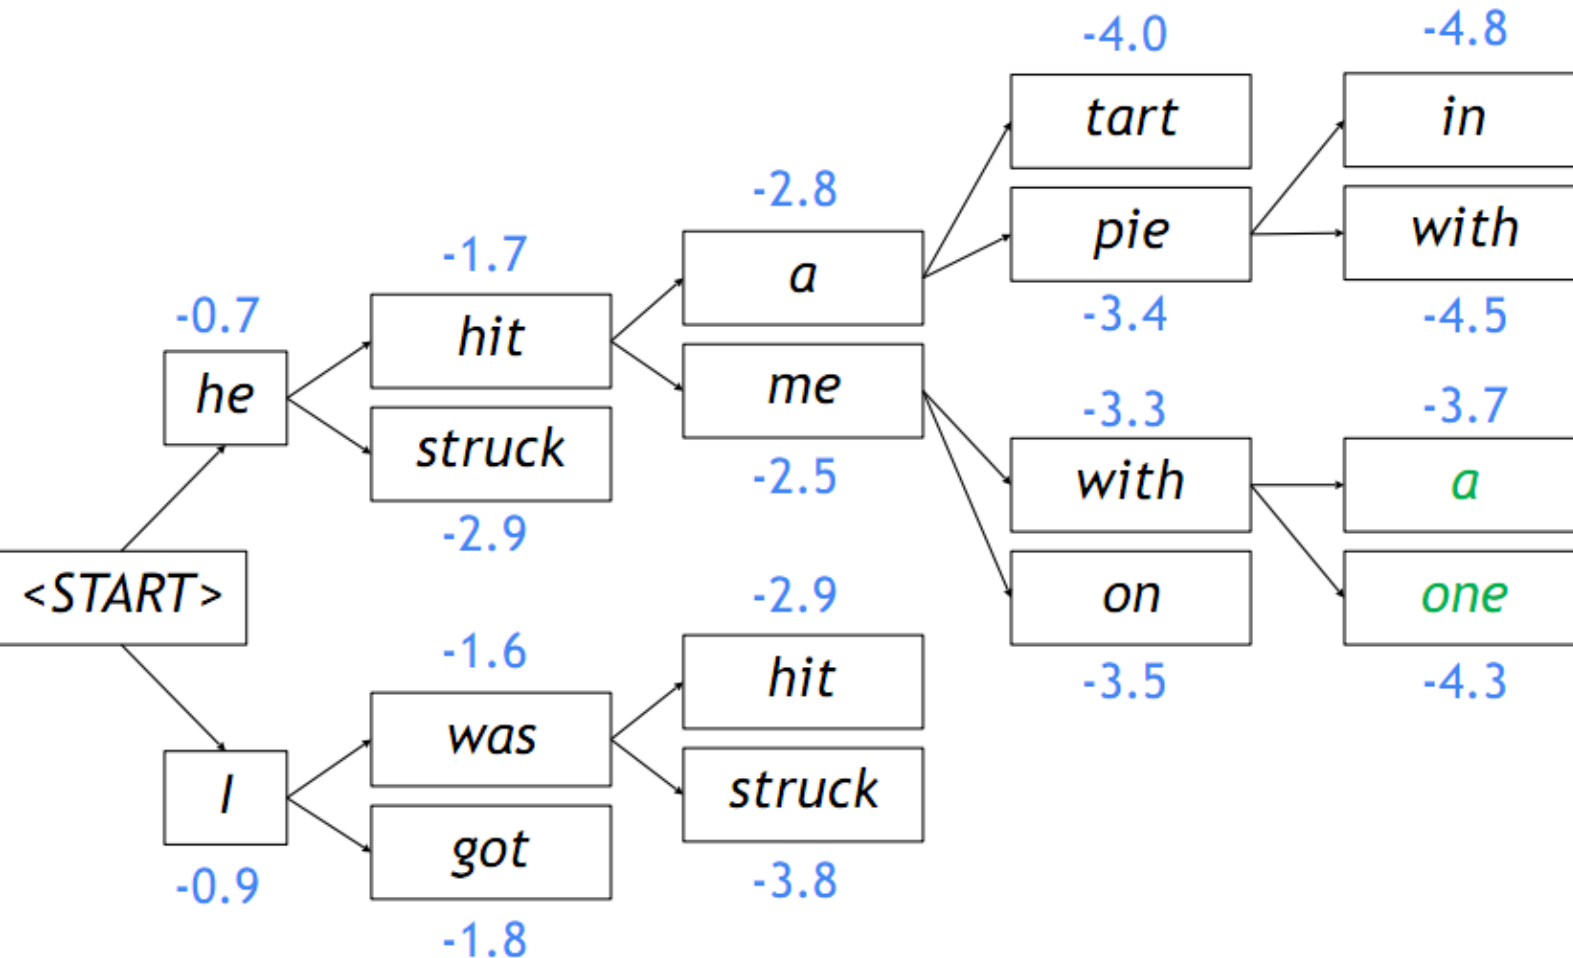 -4.0
-4.8
tart
in
-2.8
pie
with
-1.7
a
-3.4
-4.5
-0.7
hit
me
-3.3
-3.7
he
struck
-2.5
with
a
-2.9
<START>
-2.9
on
one
-1.6
hit
-3.5
-4.3
was
I
struck
got
-0.9
-3.8
-1.8